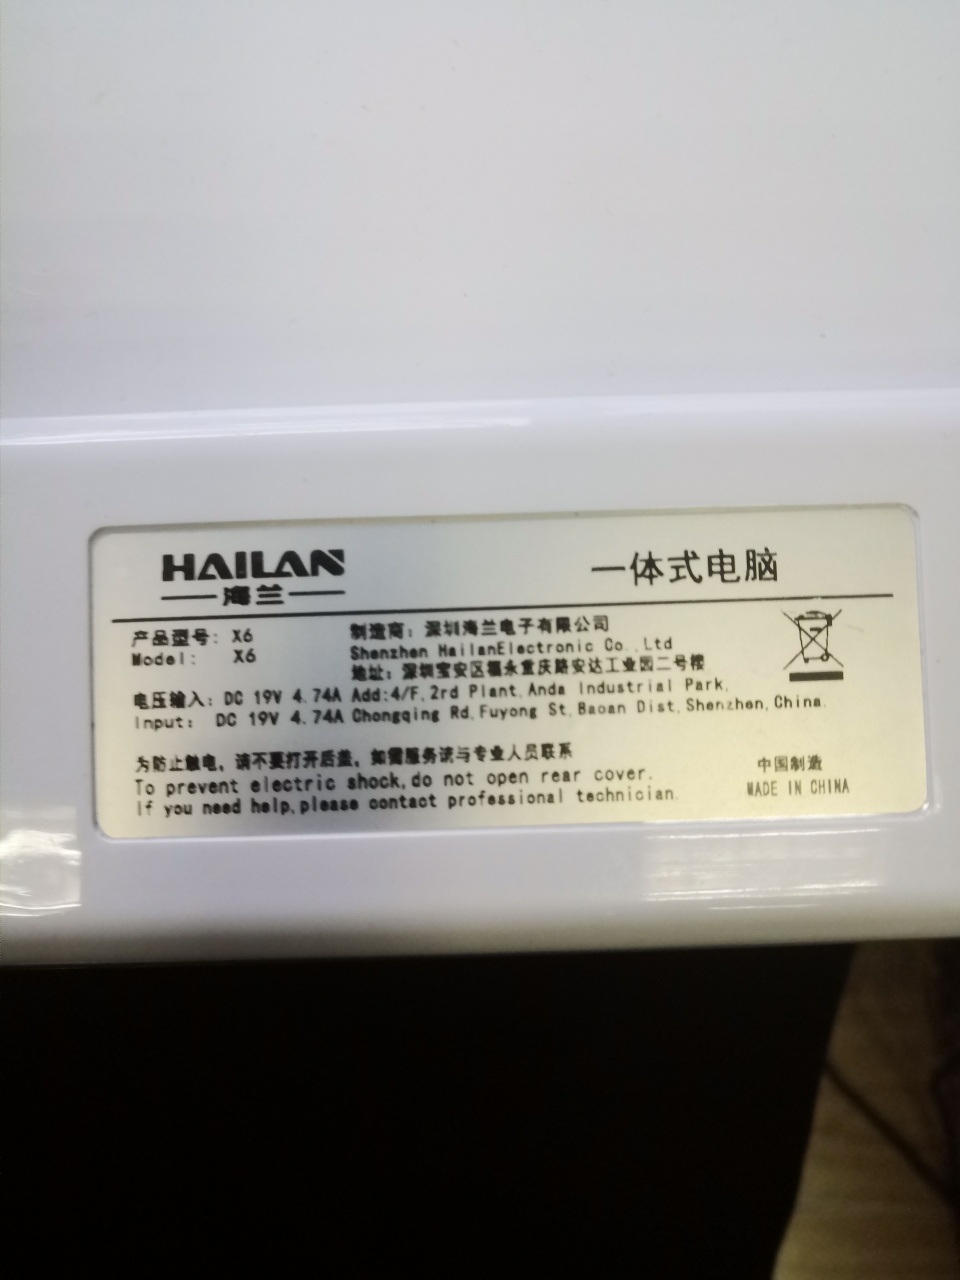 HAILAN
海兰
一体式电脑
产品型号: X6
Model: X6
制造商: 深圳海兰电子有限公司
Shenzhen HailanElectronic Co.,Ltd
地址: 深圳宝安区福永重庆路安达工业园二号楼
电压输入: DC 19V 4.74A
Input: DC 19V 4.74A
Add:4/F,2rd Plant,Anda Industrial Park,
Chongqing Rd,Fuyong St,Baoan Dist,Shenzhen,China.
为防止触电，请不要打开后盖，如需服务请与专业人员联系
To prevent electric shock,do not open rear cover.
If you need help,please contact professional technician.
中国制造
MADE IN CHINA